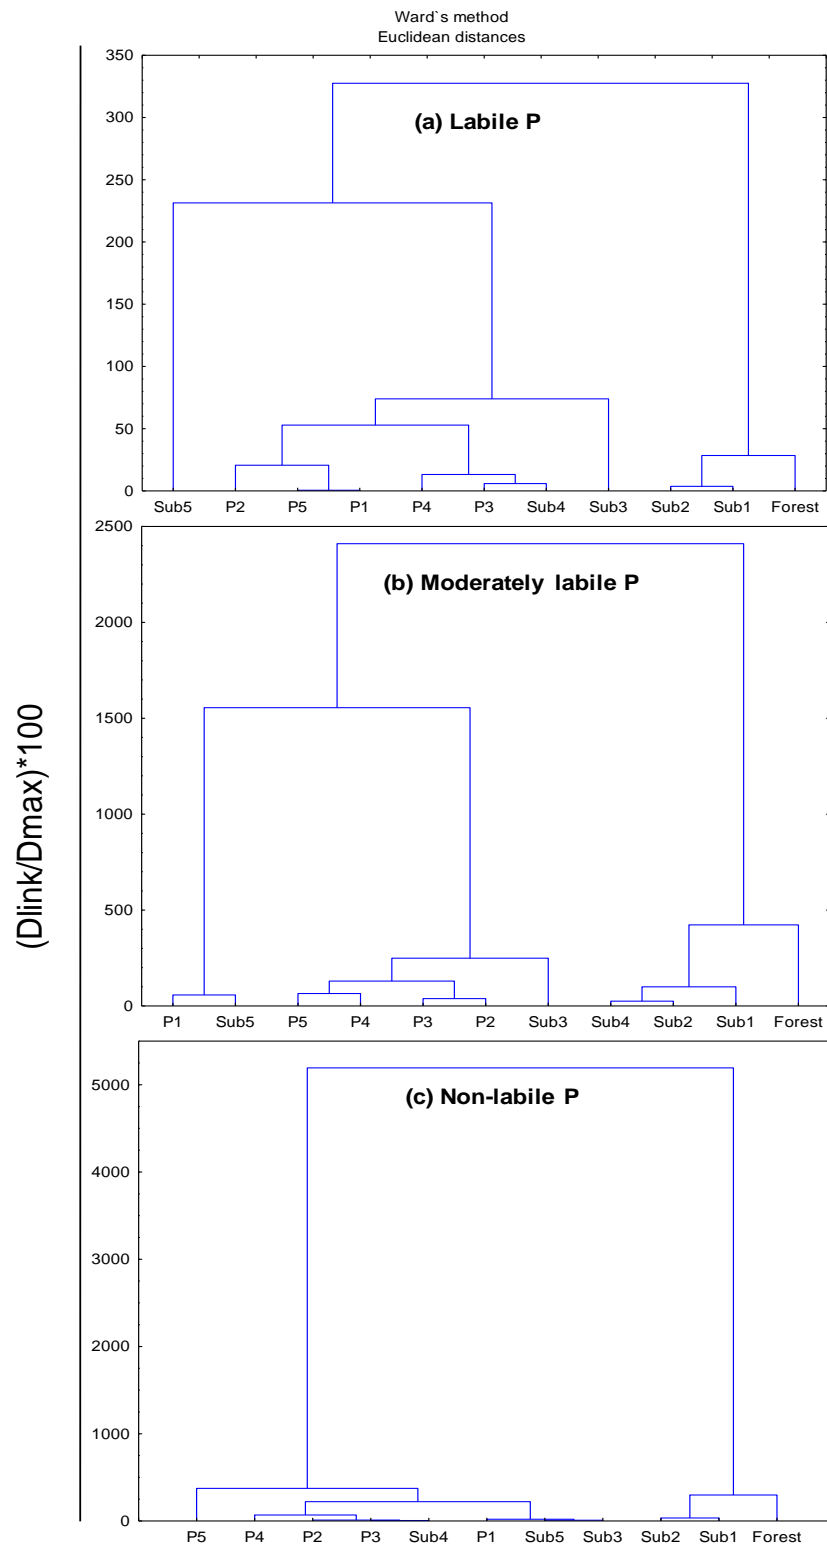 Ward`s method
Euclidean distances
(Dlink/Dmax)*100
350
300
250
200
150
100
50
0
(a) Labile P
Sub5 P2 P5 P1 P4 P3 Sub4 Sub3 Sub2 Sub1 Forest
2500
2000
1500
1000
500
0
(b) Moderately labile P
P1 Sub5 P5 P4 P3 P2 Sub3 Sub4 Sub2 Sub1 Forest
5000
4000
3000
2000
1000
0
(c) Non-labile P
P5 P4 P2 P3 Sub4 P1 Sub5 Sub3 Sub2 Sub1 Forest